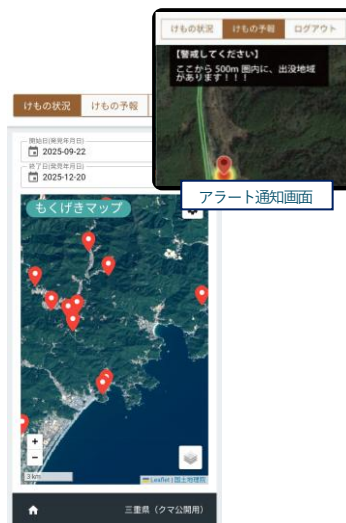 けもの状況 けもの予報 ログアウト
【警戒してください】
ここから 500m 圏内に、出没地域
があります！！！
アラート通知画面
けもの状況 けもの予報
開始日(発見年月日)
2025-09-22
終了日(発見年月日)
2025-12-20
もくげきマップ
+
−
3 km
Leaflet | 国土地理院
三重県（クマ公開用）